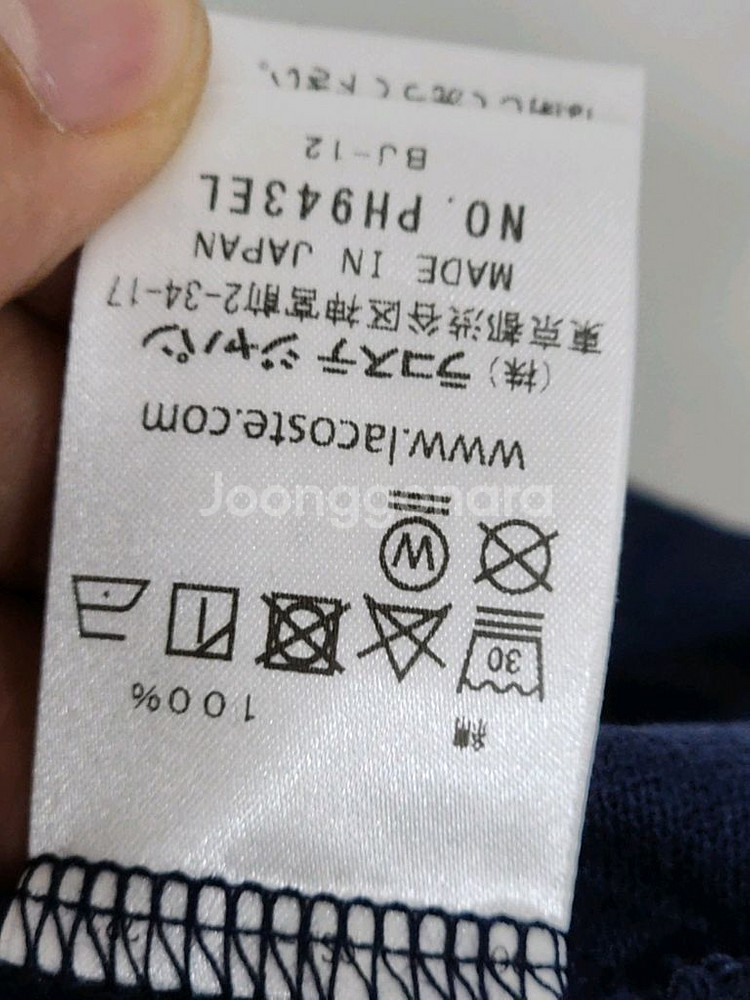 綿
100%
30
W
www.lacoste.com
(株) ラコステ ジャパン
東京都渋谷区神宮前2-34-17
MADE IN JAPAN
NO. PH943EL
BJ-12
Joonggonara